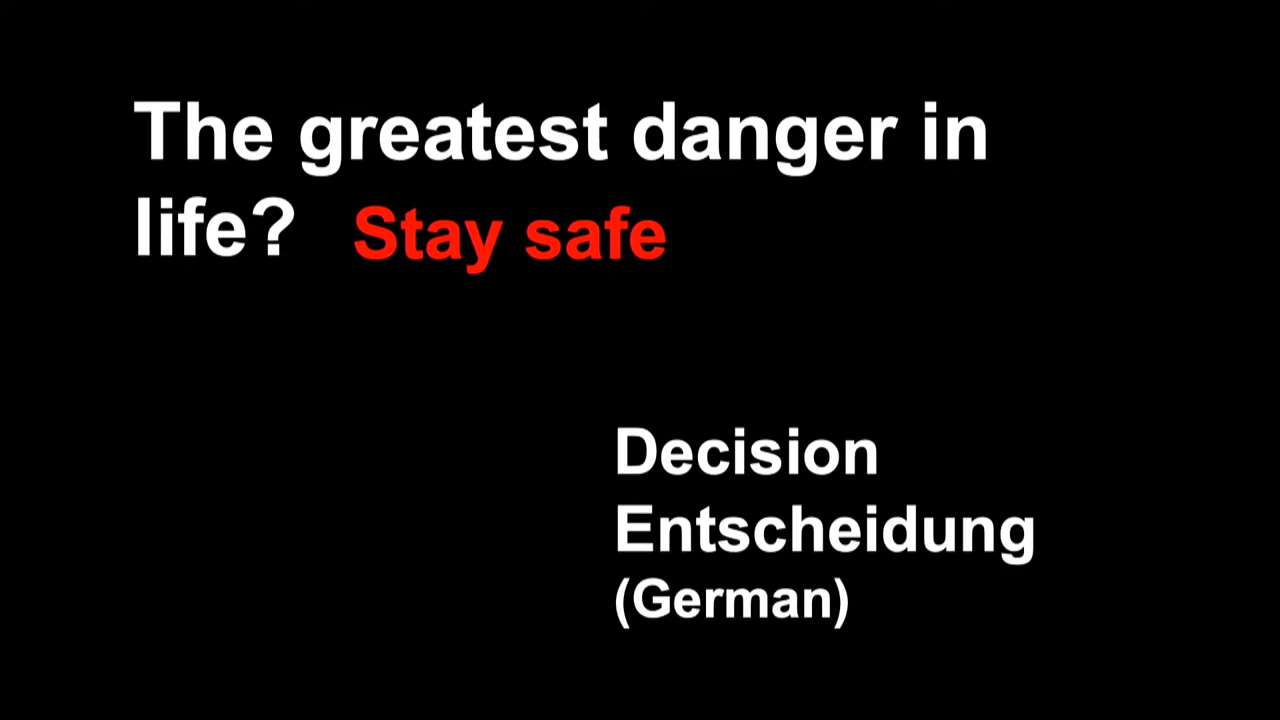 The greatest danger in
life? Stay safe
Decision
Entscheidung
(German)